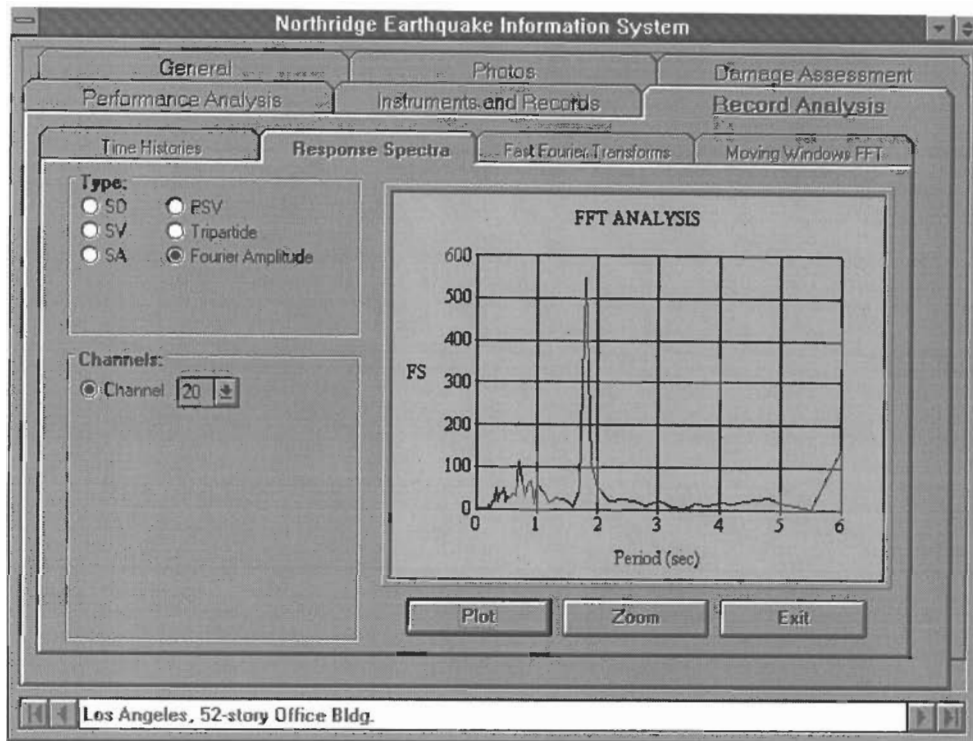 Northridge Earthquake Information System
General Photos Damage Assessment
Performance Analysis Instruments and Records Record Analysis
Time Histories Response Spectra Fast Fourier Transforms Moving Windows FFT
Type:
SD PSV
SV Tripartide
SA Fourier Amplitude
Channels:
Channel 20
FFT ANALYSIS
600
500
400
FS 300
200
100
0
0 1 2 3 4 5 6
Period (sec)
Plot Zoom Exit
Los Angeles, 52-story Office Bldg.